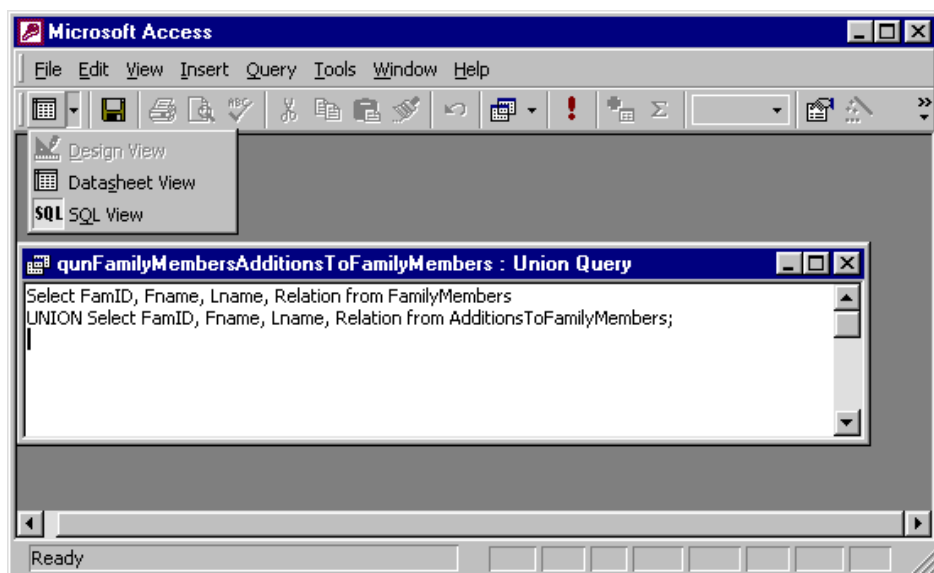 Microsoft Access
File Edit View Insert Query Tools Window Help
ABC
Design View
Datasheet View
SQL SQL View
qunFamilyMembersAdditionsToFamilyMembers : Union Query
Select FamID, Fname, Lname, Relation from FamilyMembers
UNION Select FamID, Fname, Lname, Relation from AdditionsToFamilyMembers;
Ready